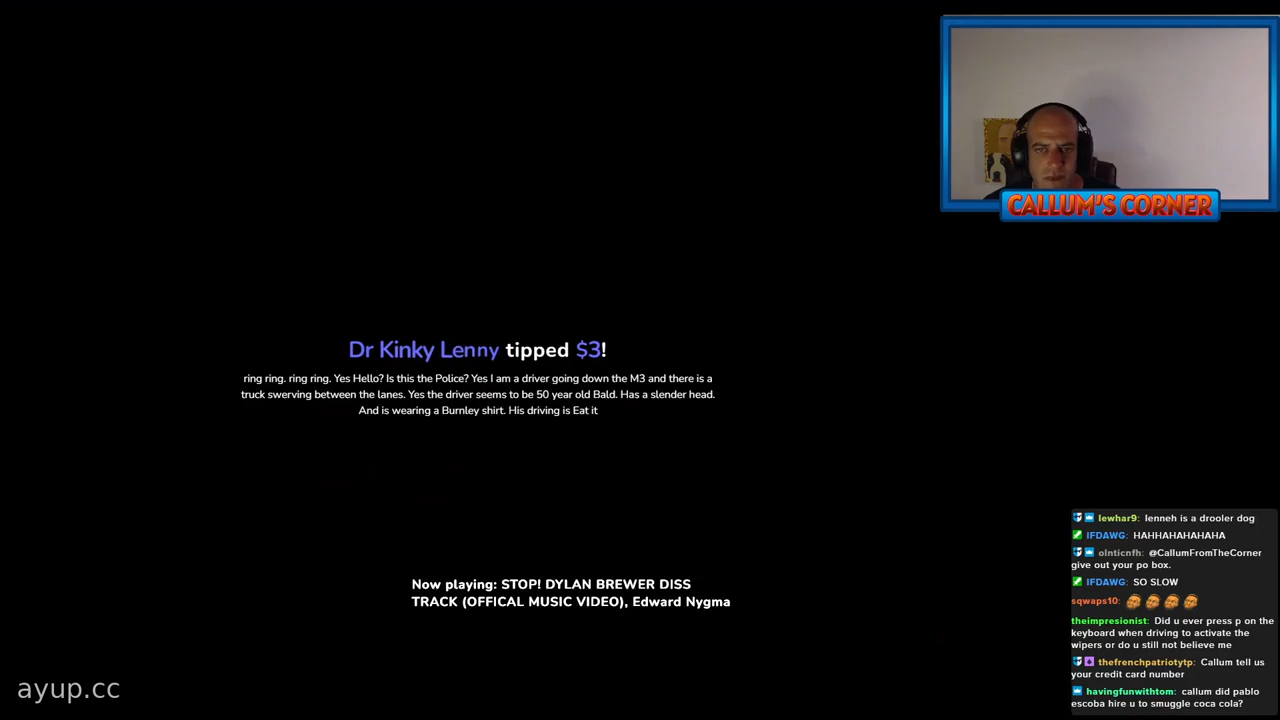 CALLUM'S CORNER
Dr Kinky Lenny tipped $3!
ring ring. ring ring. Yes Hello? Is this the Police? Yes I am a driver going down the M3 and there is a
truck swerving between the lanes. Yes the driver seems to be 50 year old Bald. Has a slender head.
And is wearing a Burnley shirt. His driving is Eat it
Now playing: STOP! DYLAN BREWER DISS
TRACK (OFFICAL MUSIC VIDEO), Edward Nygma
lewhar9: lenneh is a drooler dog
IFDAWG: HAHHAHAHAHAHA
olnticnfh: @CallumFromTheCorner
give out your po box.
IFDAWG: SO SLOW
sqwaps10:
theimpresionist: Did u ever press p on the
keyboard when driving to activate the
wipers or do u still not believe me
thefrenchpatriotytp: Callum tell us
your credit card number
havingfunwithtom: callum did pablo
escoba hire u to smuggle coca cola?
ayup.cc